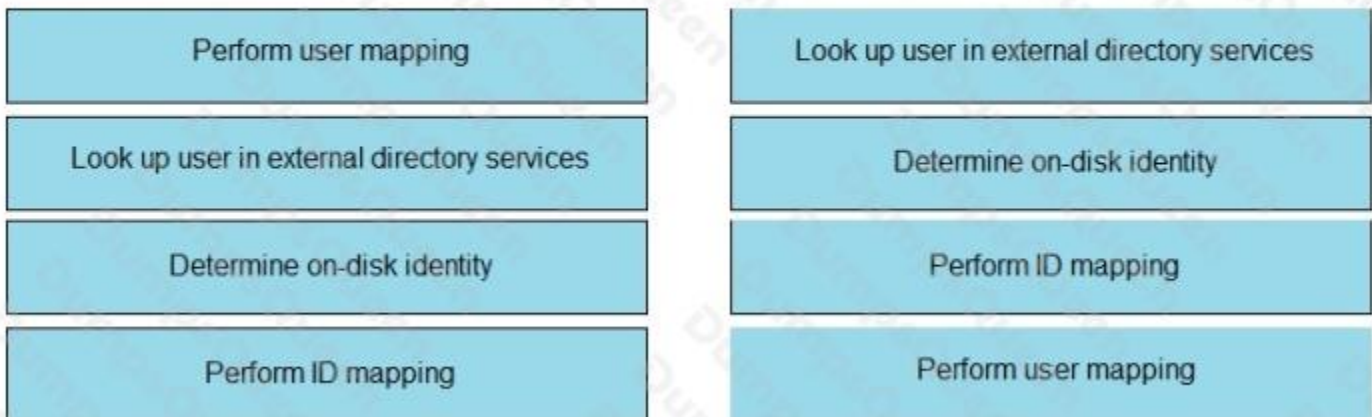 Perform user mapping
Look up user in external directory services
Determine on-disk identity
Perform ID mapping
Look up user in external directory services
Determine on-disk identity
Perform ID mapping
Perform user mapping